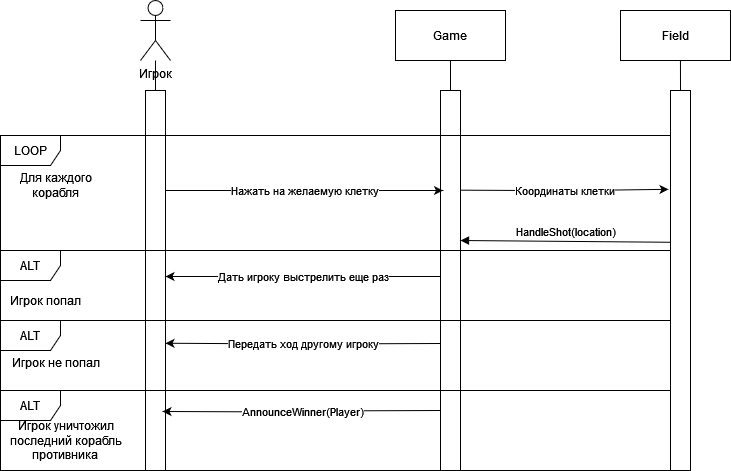 Игрок
Game
Field
LOOP
Для каждого
корабля
Нажать на желаемую клетку
Координаты клетки
HandleShot(location)
ALT
Игрок попал
Дать игроку выстрелить еще раз
ALT
Игрок не попал
Передать ход другому игроку
ALT
Игрок уничтожил
последний корабль
противника
AnnounceWinner(Player)